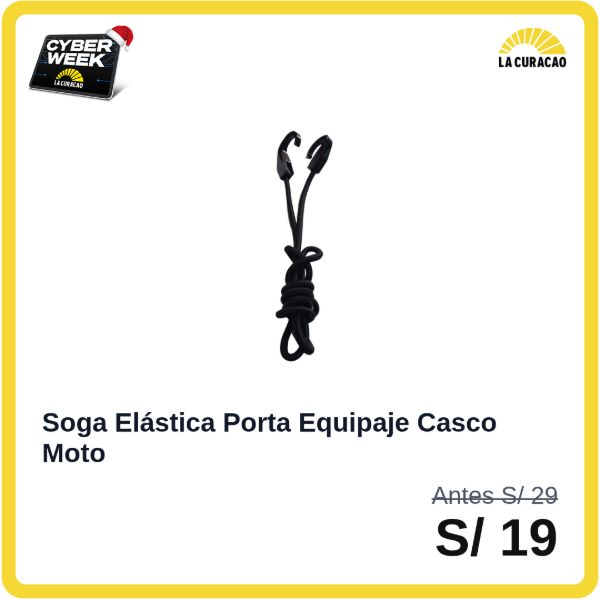 CYBER
WEEK
LA CURACAO
LA CURACAO
Soga Elástica Porta Equipaje Casco
Moto
Antes S/ 29
S/ 19